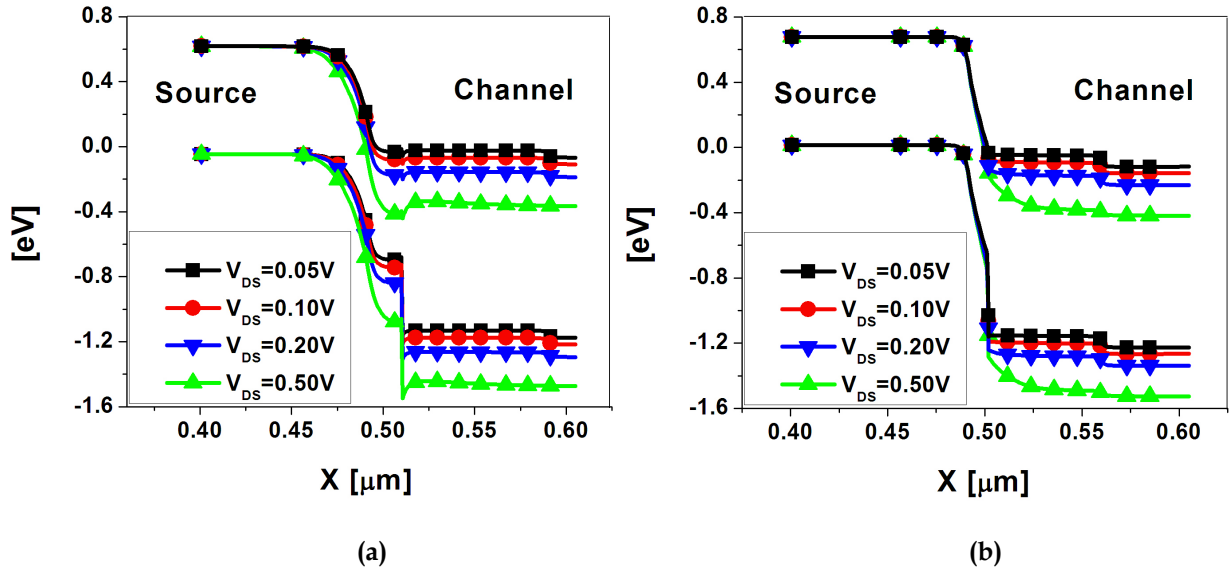 0.8
0.4
0.0
-0.4
-0.8
-1.2
-1.6
[eV]
Source
Channel
V_DS=0.05V
V_DS=0.10V
V_DS=0.20V
V_DS=0.50V
0.40 0.45 0.50 0.55 0.60
X [μm]
(a)
0.8
0.4
0.0
-0.4
-0.8
-1.2
-1.6
[eV]
Source
Channel
V_DS=0.05V
V_DS=0.10V
V_DS=0.20V
V_DS=0.50V
0.40 0.45 0.50 0.55 0.60
X [μm]
(b)